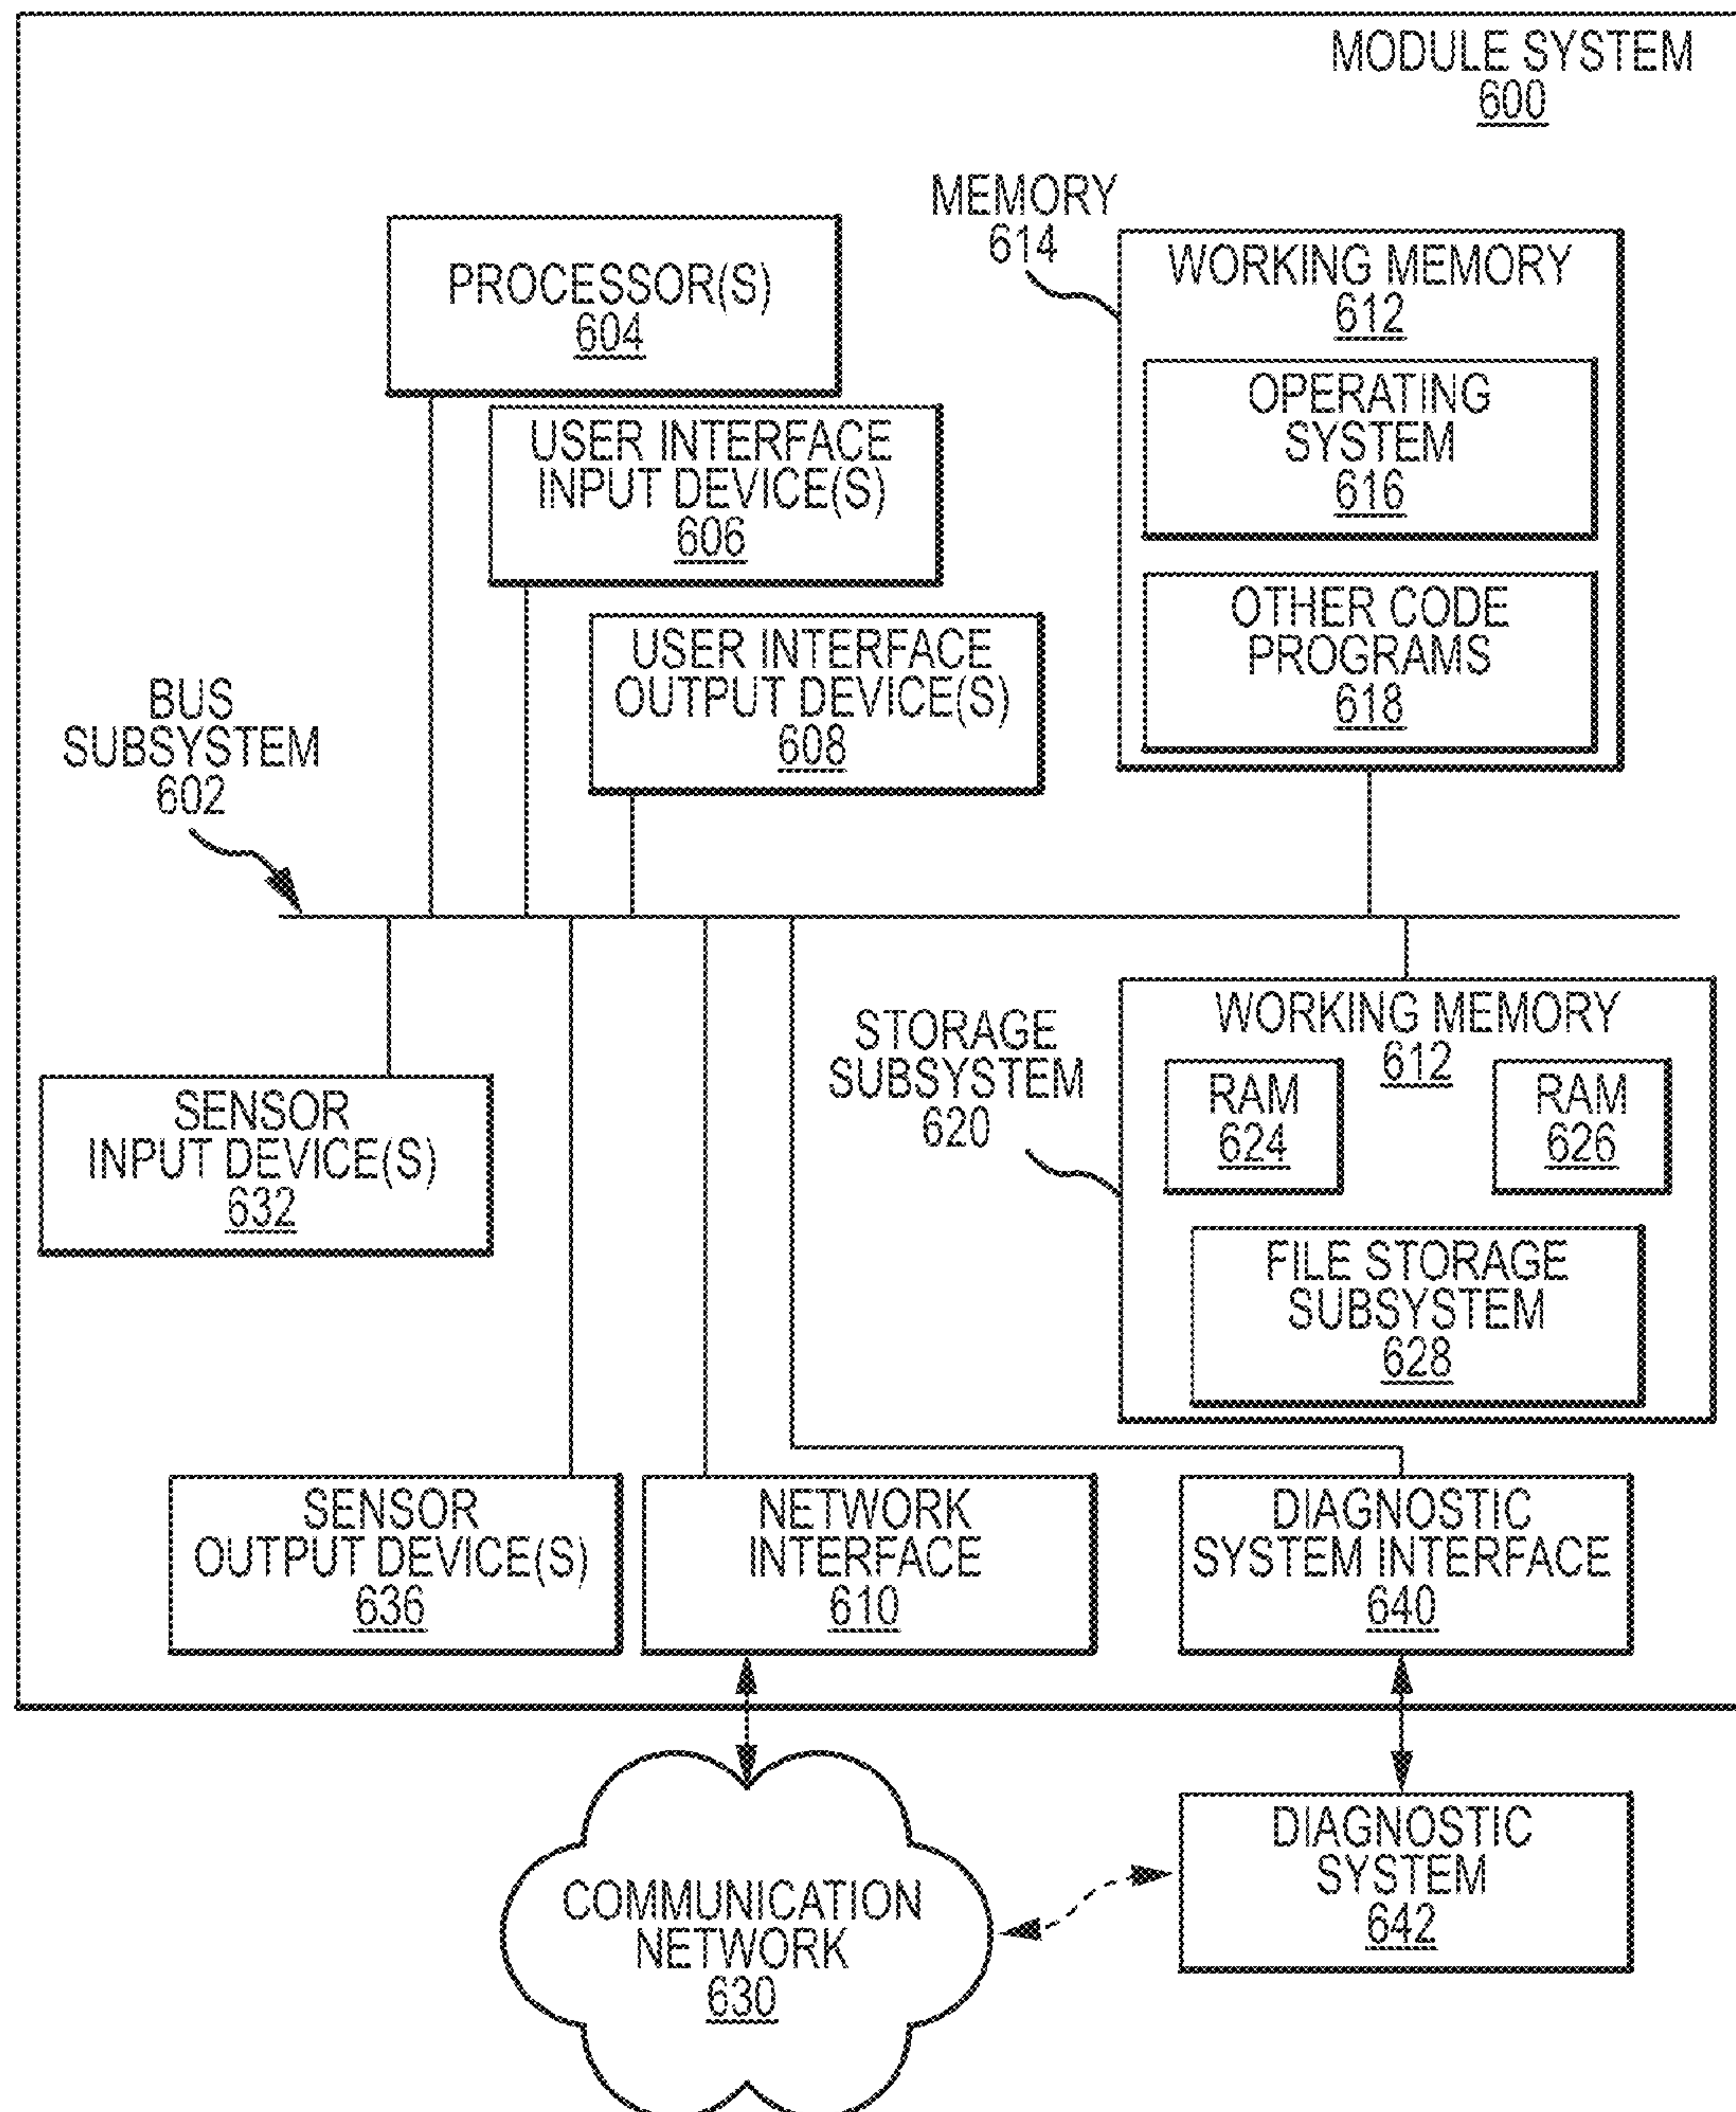 MODULE SYSTEM
600
MEMORY
614
PROCESSOR(S)
604
WORKING MEMORY
612
OPERATING
SYSTEM
616
USER INTERFACE
INPUT DEVICE(S)
606
OTHER CODE
PROGRAMS
618
USER INTERFACE
OUTPUT DEVICE(S)
608
BUS
SUBSYSTEM
602
WORKING MEMORY
612
STORAGE
SUBSYSTEM
620
RAM
624
RAM
626
SENSOR
INPUT DEVICE(S)
632
FILE STORAGE
SUBSYSTEM
628
SENSOR
OUTPUT DEVICE(S)
636
NETWORK
INTERFACE
610
DIAGNOSTIC
SYSTEM INTERFACE
640
DIAGNOSTIC
SYSTEM
642
COMMUNICATION
NETWORK
630